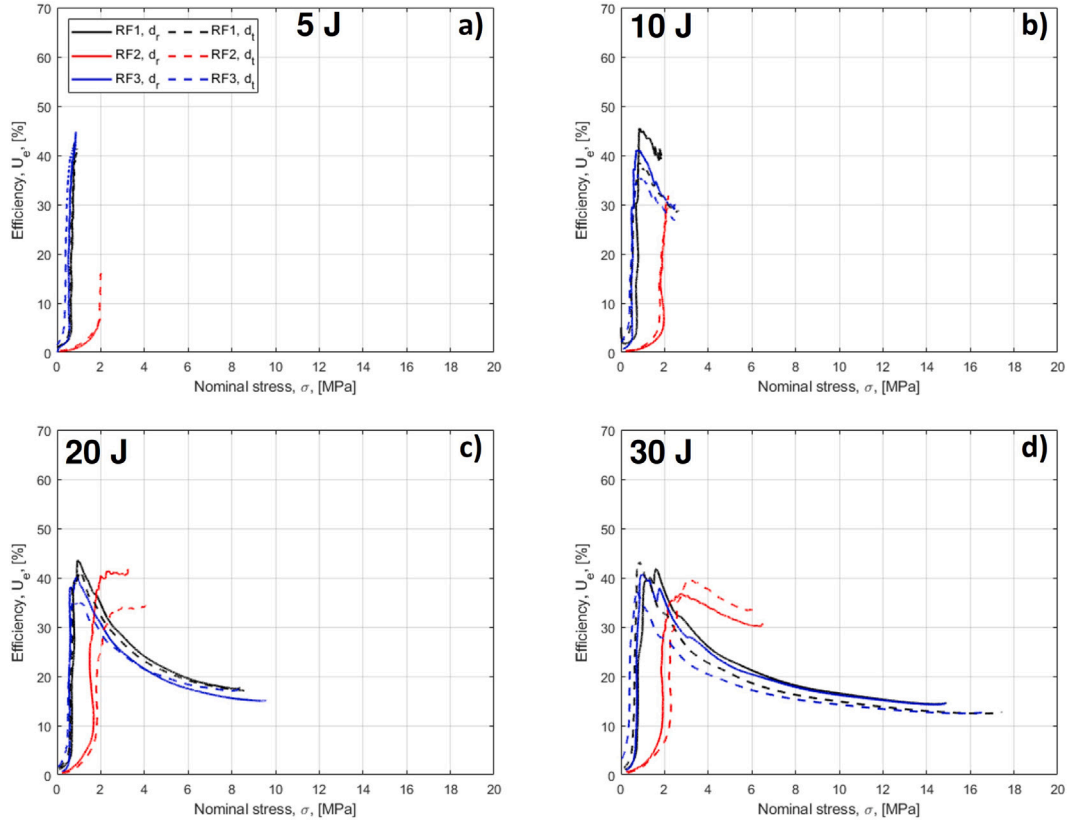 5 J
a)
RF1, dr
RF1, dt
RF2, dr
RF2, dt
RF3, dr
RF3, dt
70
60
50
40
30
20
10
0
Efficiency, Ue, [%]
0 2 4 6 8 10 12 14 16 18 20
Nominal stress, σ, [MPa]
10 J
b)
70
60
50
40
30
20
10
0
Efficiency, Ue, [%]
0 2 4 6 8 10 12 14 16 18 20
Nominal stress, σ, [MPa]
20 J
c)
70
60
50
40
30
20
10
0
Efficiency, Ue, [%]
0 2 4 6 8 10 12 14 16 18 20
Nominal stress, σ, [MPa]
30 J
d)
70
60
50
40
30
20
10
0
Efficiency, Ue, [%]
0 2 4 6 8 10 12 14 16 18 20
Nominal stress, σ, [MPa]